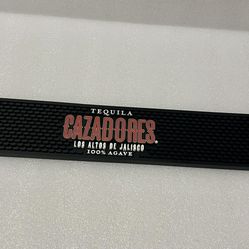 TEQUILA
CAZADORES®
LOS ALTOS DE JALISCO
100% AGAVE